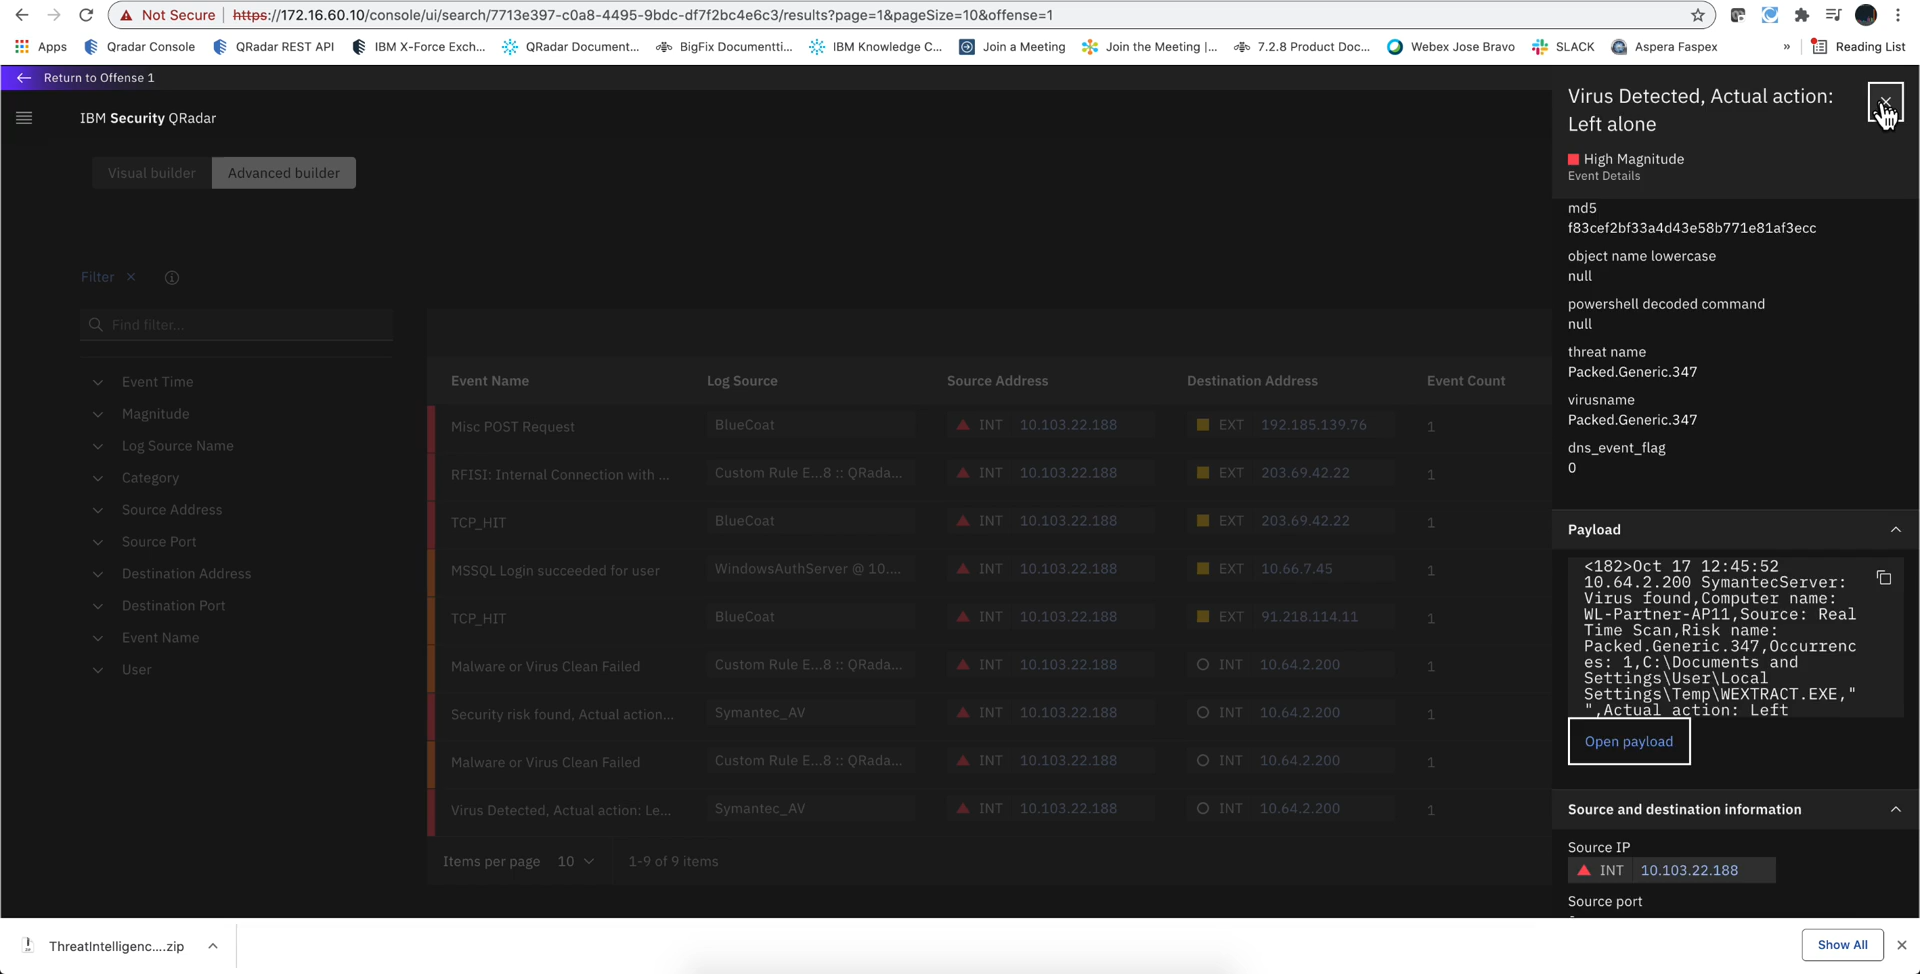 Not Secure https://172.16.60.10/console/ui/search/7713e397-c0a8-4495-9bdc-df7f2bc4e6c3/results?page=1&pageSize=10&offense=1
Apps Qradar Console QRadar REST API IBM X-Force Exch... QRadar Document... BigFix Documentti... IBM Knowledge C... Join a Meeting Join the Meeting |... 7.2.8 Product Doc... Webex Jose Bravo SLACK Aspera Faspex » Reading List
Return to Offense 1
IBM Security QRadar
Visual builder Advanced builder
Filter
Find filter...
Event Time
Magnitude
Log Source Name
Category
Source Address
Source Port
Destination Address
Destination Port
Event Name
User
Event Name Log Source Source Address Destination Address Event Count
Misc POST Request BlueCoat INT 10.103.22.188 EXT 192.185.139.76 1
RFISI: Internal Connection with ... Custom Rule E...8 :: QRada... INT 10.103.22.188 EXT 203.69.42.22 1
TCP_HIT BlueCoat INT 10.103.22.188 EXT 203.69.42.22 1
MSSQL Login succeeded for user WindowsAuthServer @ 10.... INT 10.103.22.188 EXT 10.66.7.45 1
TCP_HIT BlueCoat INT 10.103.22.188 EXT 91.218.114.11 1
Malware or Virus Clean Failed Custom Rule E...8 :: QRada... INT 10.103.22.188 INT 10.64.2.200 1
Security risk found, Actual action... Symantec_AV INT 10.103.22.188 INT 10.64.2.200 1
Malware or Virus Clean Failed Custom Rule E...8 :: QRada... INT 10.103.22.188 INT 10.64.2.200 1
Virus Detected, Actual action: Le... Symantec_AV INT 10.103.22.188 INT 10.64.2.200 1
Items per page 10 1-9 of 9 items
Virus Detected, Actual action:
Left alone
High Magnitude
Event Details
md5
f83cef2bf33a4d43e58b771e81af3ecc
object name lowercase
null
powershell decoded command
null
threat name
Packed.Generic.347
virusname
Packed.Generic.347
dns_event_flag
0
Payload
<182>Oct 17 12:45:52
10.64.2.200 SymantecServer:
Virus found,Computer name:
WL-Partner-AP11,Source: Real
Time Scan,Risk name:
Packed.Generic.347,Occurrenc
es: 1,C:\Documents and
Settings\User\Local
Settings\Temp\WEXTRACT.EXE,"
",Actual action: Left
Open payload
Source and destination information
Source IP
INT 10.103.22.188
Source port
ThreatIntelligenc....zip
Show All